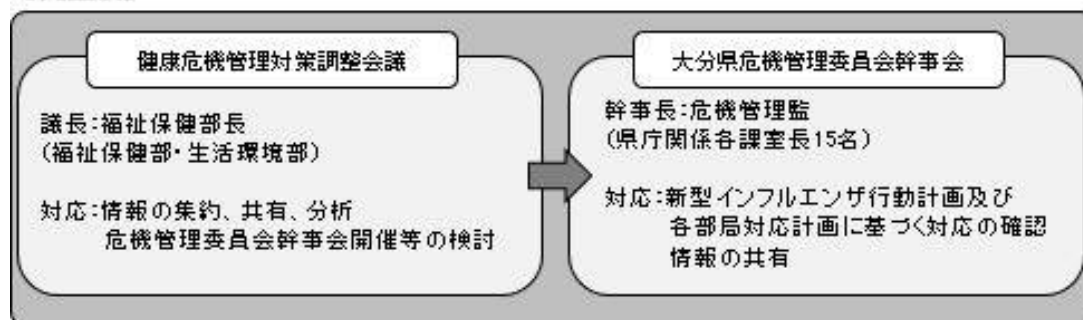 健康危機管理対策調整会議
議長:福祉保健部長
(福祉保健部・生活環境部)
対応:情報の集約、共有、分析
危機管理委員会幹事会開催等の検討
大分県危機管理委員会幹事会
幹事長:危機管理監
(県庁関係各課室長15名)
対応:新型インフルエンザ行動計画及び
各部局対応計画に基づく対応の確認
情報の共有